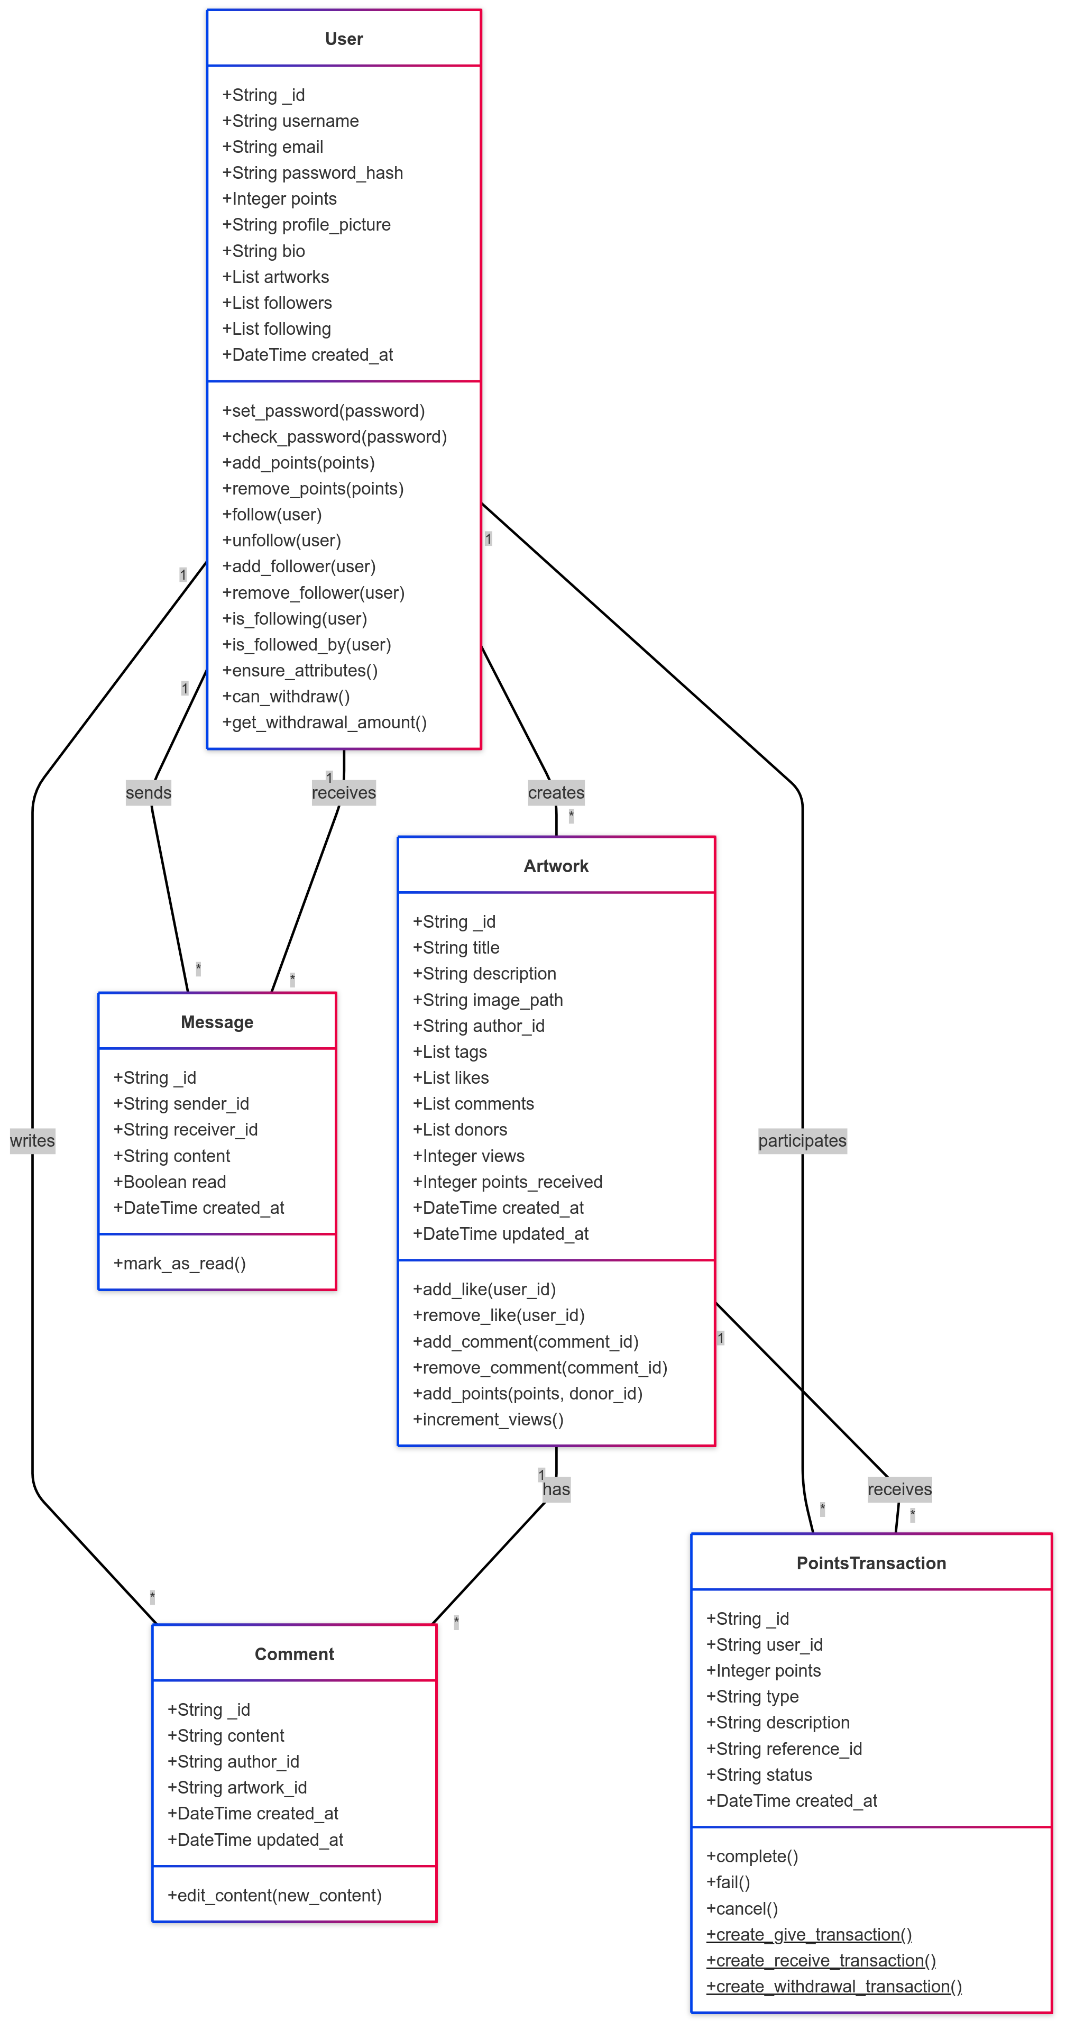 User
+String _id
+String username
+String email
+String password_hash
+Integer points
+String profile_picture
+String bio
+List artworks
+List followers
+List following
+DateTime created_at
+set_password(password)
+check_password(password)
+add_points(points)
+remove_points(points)
+follow(user)
+unfollow(user)
+add_follower(user)
+remove_follower(user)
+is_following(user)
+is_followed_by(user)
+ensure_attributes()
+can_withdraw()
+get_withdrawal_amount()
1
1
1
1
sends
receives
creates
*
*
*
Artwork
+String _id
+String title
+String description
+String image_path
+String author_id
+List tags
+List likes
+List comments
+List donors
+Integer views
+Integer points_received
+DateTime created_at
+DateTime updated_at
+add_like(user_id)
+remove_like(user_id)
+add_comment(comment_id)
+remove_comment(comment_id)
+add_points(points, donor_id)
+increment_views()
Message
+String _id
+String sender_id
+String receiver_id
+String content
+Boolean read
+DateTime created_at
+mark_as_read()
writes
participates
1
1
has
receives
*
*
*
*
PointsTransaction
+String _id
+String user_id
+Integer points
+String type
+String description
+String reference_id
+String status
+DateTime created_at
+complete()
+fail()
+cancel()
+create_give_transaction()
+create_receive_transaction()
+create_withdrawal_transaction()
Comment
+String _id
+String content
+String author_id
+String artwork_id
+DateTime created_at
+DateTime updated_at
+edit_content(new_content)